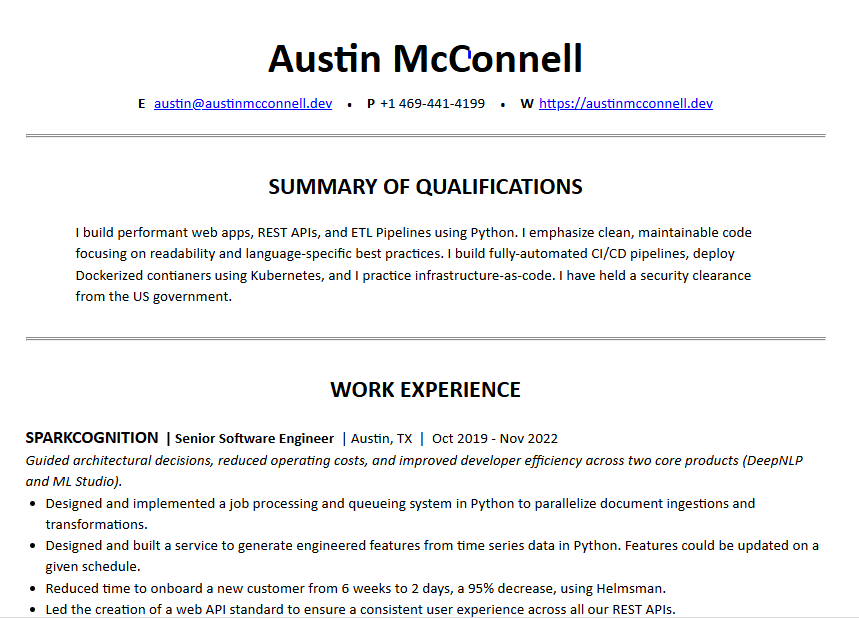 Austin McConnell
E austin@austinmcconnell.dev • P +1 469-441-4199 • W https://austinmcconnell.dev
SUMMARY OF QUALIFICATIONS
I build performant web apps, REST APIs, and ETL Pipelines using Python. I emphasize clean, maintainable code
focusing on readability and language-specific best practices. I build fully-automated CI/CD pipelines, deploy
Dockerized contianers using Kubernetes, and I practice infrastructure-as-code. I have held a security clearance
from the US government.
WORK EXPERIENCE
SPARKCOGNITION | Senior Software Engineer | Austin, TX | Oct 2019 - Nov 2022
Guided architectural decisions, reduced operating costs, and improved developer efficiency across two core products (DeepNLP
and ML Studio).
• Designed and implemented a job processing and queueing system in Python to parallelize document ingestions and
transformations.
• Designed and built a service to generate engineered features from time series data in Python. Features could be updated on a
given schedule.
• Reduced time to onboard a new customer from 6 weeks to 2 days, a 95% decrease, using Helmsman.
• Led the creation of a web API standard to ensure a consistent user experience across all our REST APIs.